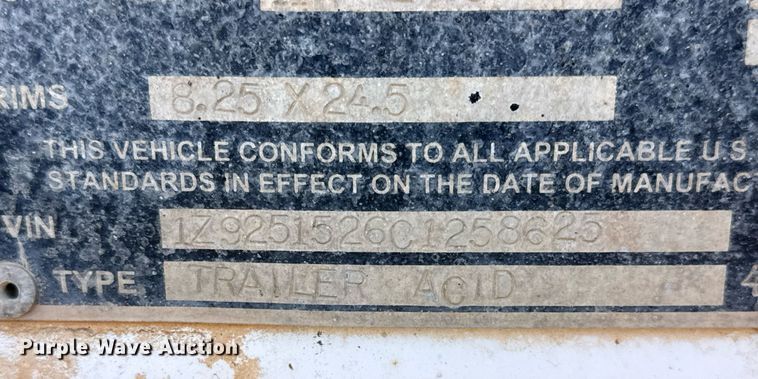 RIMS 8.25 X 24.5
THIS VEHICLE CONFORMS TO ALL APPLICABLE U.S
STANDARDS IN EFFECT ON THE DATE OF MANUFAC
VIN 1Z9251526C1258625
TYPE TRAILER ACID
Purple Wave Auction